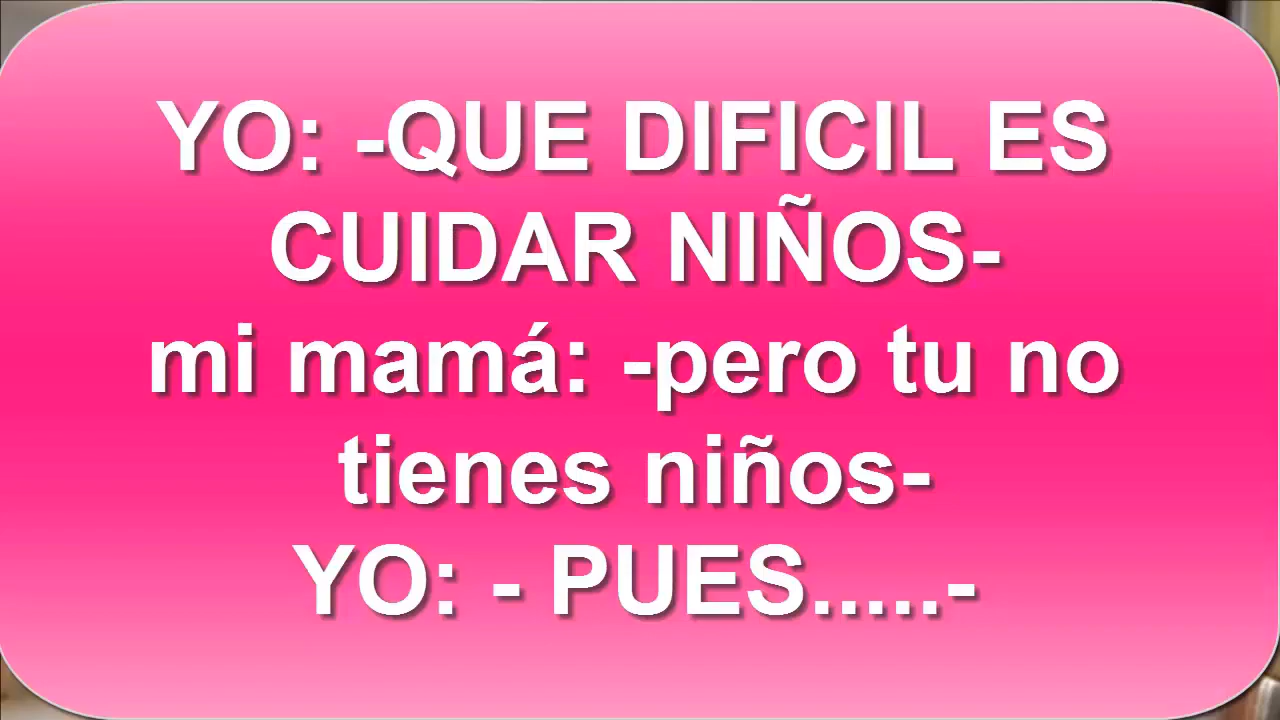 YO: -QUE DIFICIL ES
CUIDAR NIÑOS-
mi mamá: -pero tu no
tienes niños-
YO: - PUES.....-